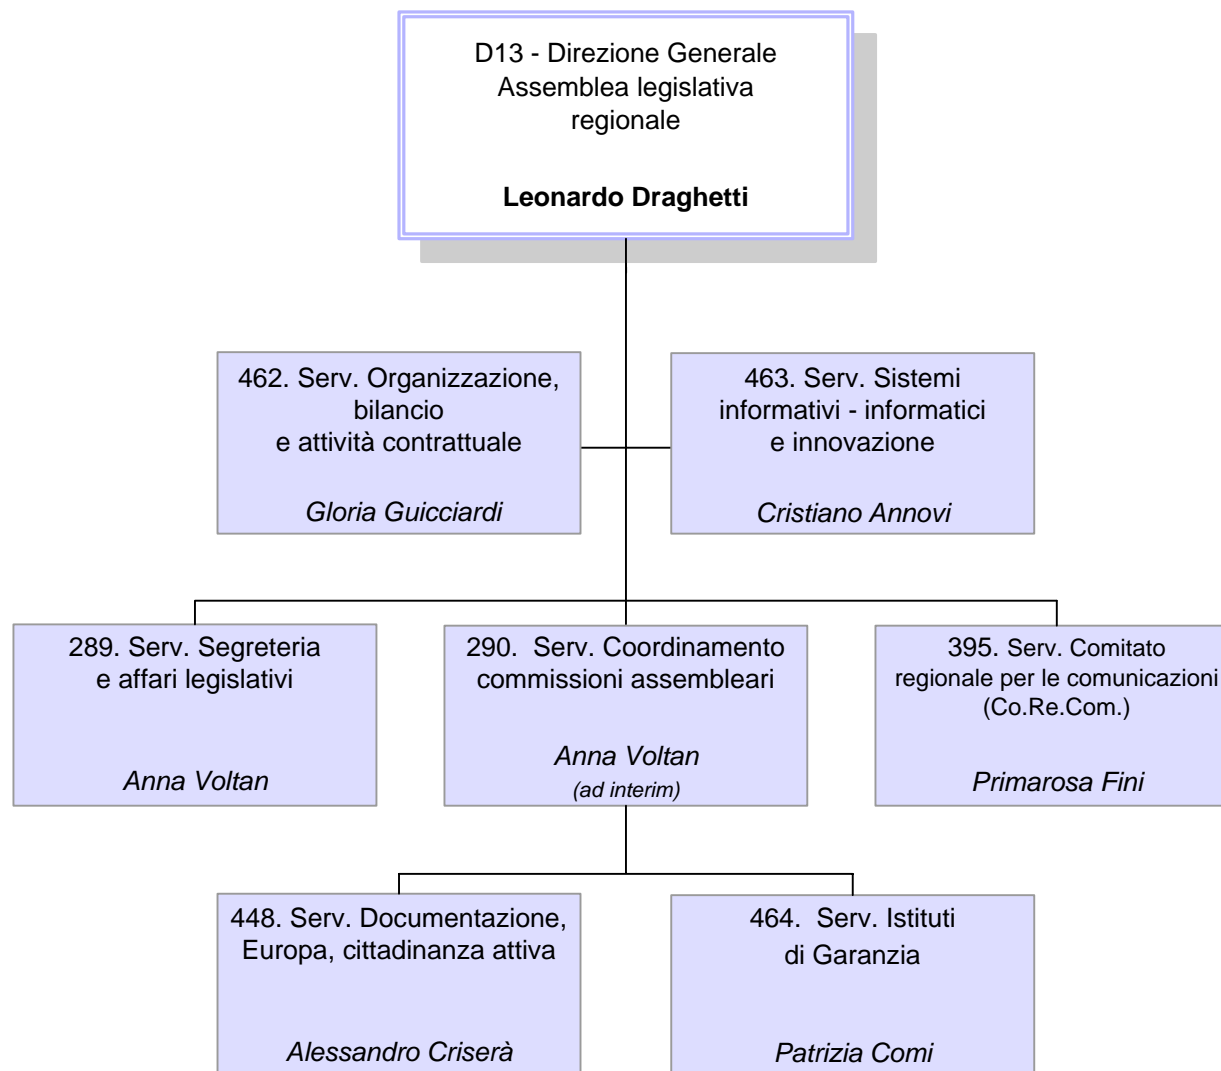 D13 - Direzione Generale
Assemblea legislativa
regionale
Leonardo Draghetti
462. Serv. Organizzazione,
bilancio
e attività contrattuale
Gloria Guicciardi
463. Serv. Sistemi
informativi - informatici
e innovazione
Cristiano Annovi
289. Serv. Segreteria
e affari legislativi
Anna Voltan
290. Serv. Coordinamento
commissioni assembleari
Anna Voltan
(ad interim)
395. Serv. Comitato
regionale per le comunicazioni
(Co.Re.Com.)
Primarosa Fini
448. Serv. Documentazione,
Europa, cittadinanza attiva
Alessandro Criserà
464. Serv. Istituti
di Garanzia
Patrizia Comi